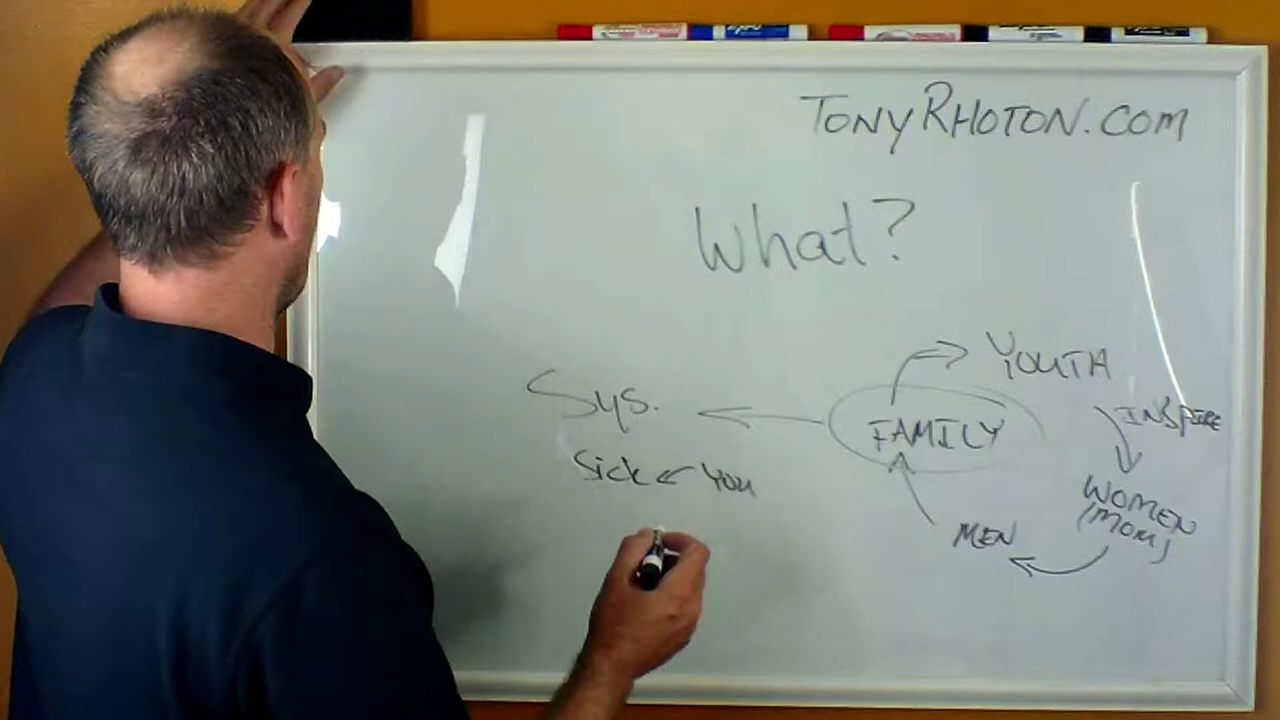 TONYRHOTON.COM
What?
YOUTH
Sys.
FAMILY
INSPIRE
Sick
You
WOMEN
(MOM)
MEN